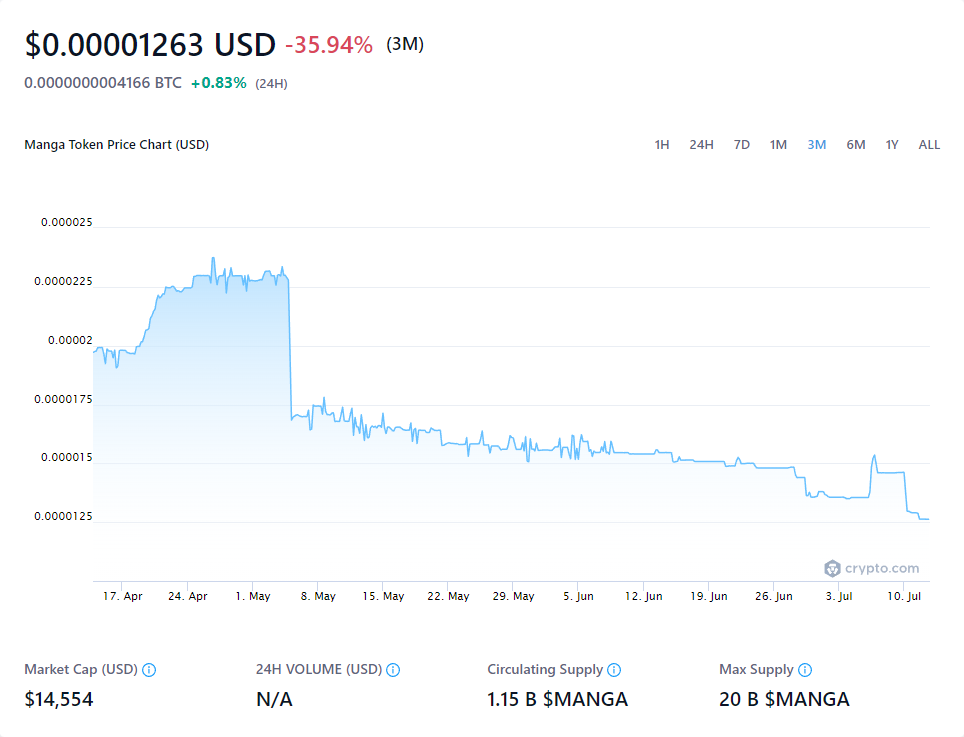 $0.00001263 USD -35.94% (3M)
0.0000000004166 BTC +0.83% (24H)
Manga Token Price Chart (USD) 1H 24H 7D 1M 3M 6M 1Y ALL
0.000025
0.0000225
0.00002
0.0000175
0.000015
0.0000125
crypto.com
17. Apr 24. Apr 1. May 8. May 15. May 22. May 29. May 5. Jun 12. Jun 19. Jun 26. Jun 3. Jul 10. Jul
Market Cap (USD) 24H VOLUME (USD) Circulating Supply Max Supply
$14,554 N/A 1.15 B $MANGA 20 B $MANGA